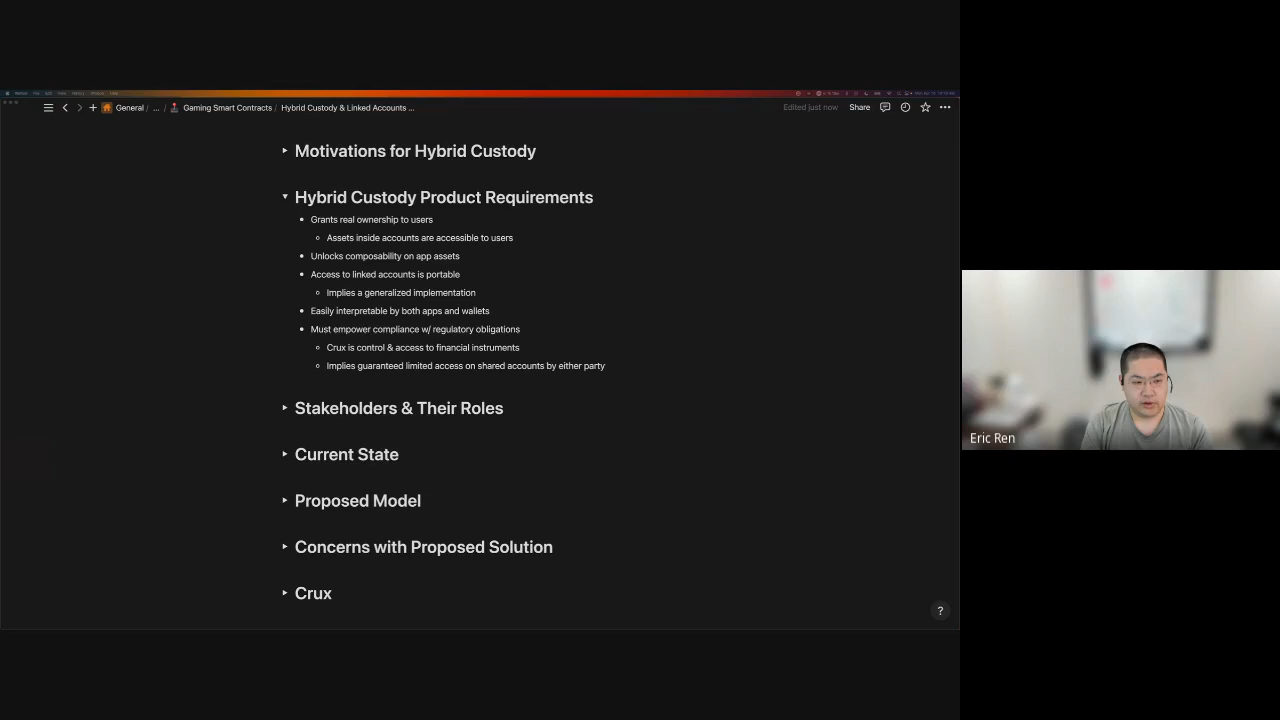 General / ... / Gaming Smart Contracts / Hybrid Custody & Linked Accounts ...
Edited just now Share
Motivations for Hybrid Custody
Hybrid Custody Product Requirements
Grants real ownership to users
Assets inside accounts are accessible to users
Unlocks composability on app assets
Access to linked accounts is portable
Implies a generalized implementation
Easily interpretable by both apps and wallets
Must empower compliance w/ regulatory obligations
Crux is control & access to financial instruments
Implies guaranteed limited access on shared accounts by either party
Stakeholders & Their Roles
Current State
Proposed Model
Concerns with Proposed Solution
Crux
?
Eric Ren